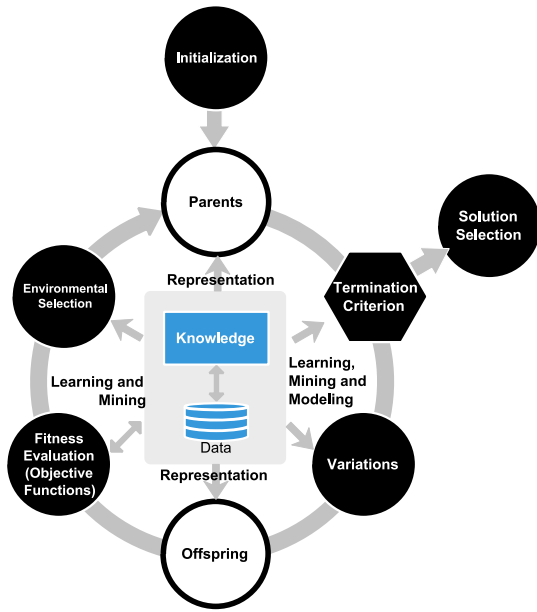 Initialization
Parents
Solution
Selection
Environmental
Selection
Representation
Termination
Criterion
Knowledge
Learning and
Mining
Learning,
Mining and
Modeling
Data
Fitness
Evaluation
(Objective
Functions)
Variations
Representation
Offspring